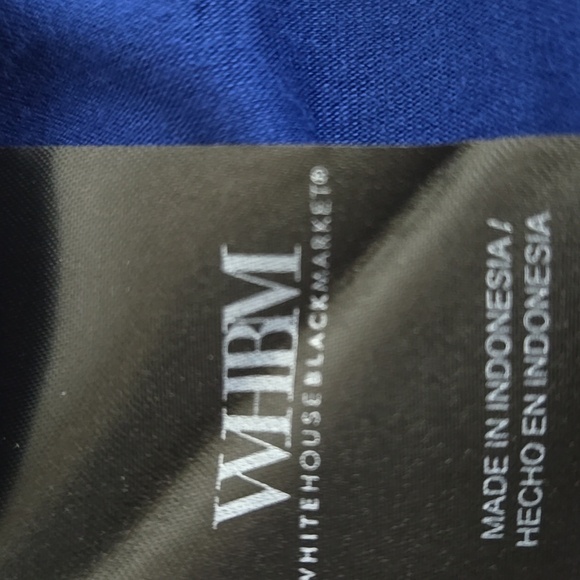 WHBM
WHITEHOUSEBLACKMARKET®
MADE IN INDONESIA /
HECHO EN INDONESIA